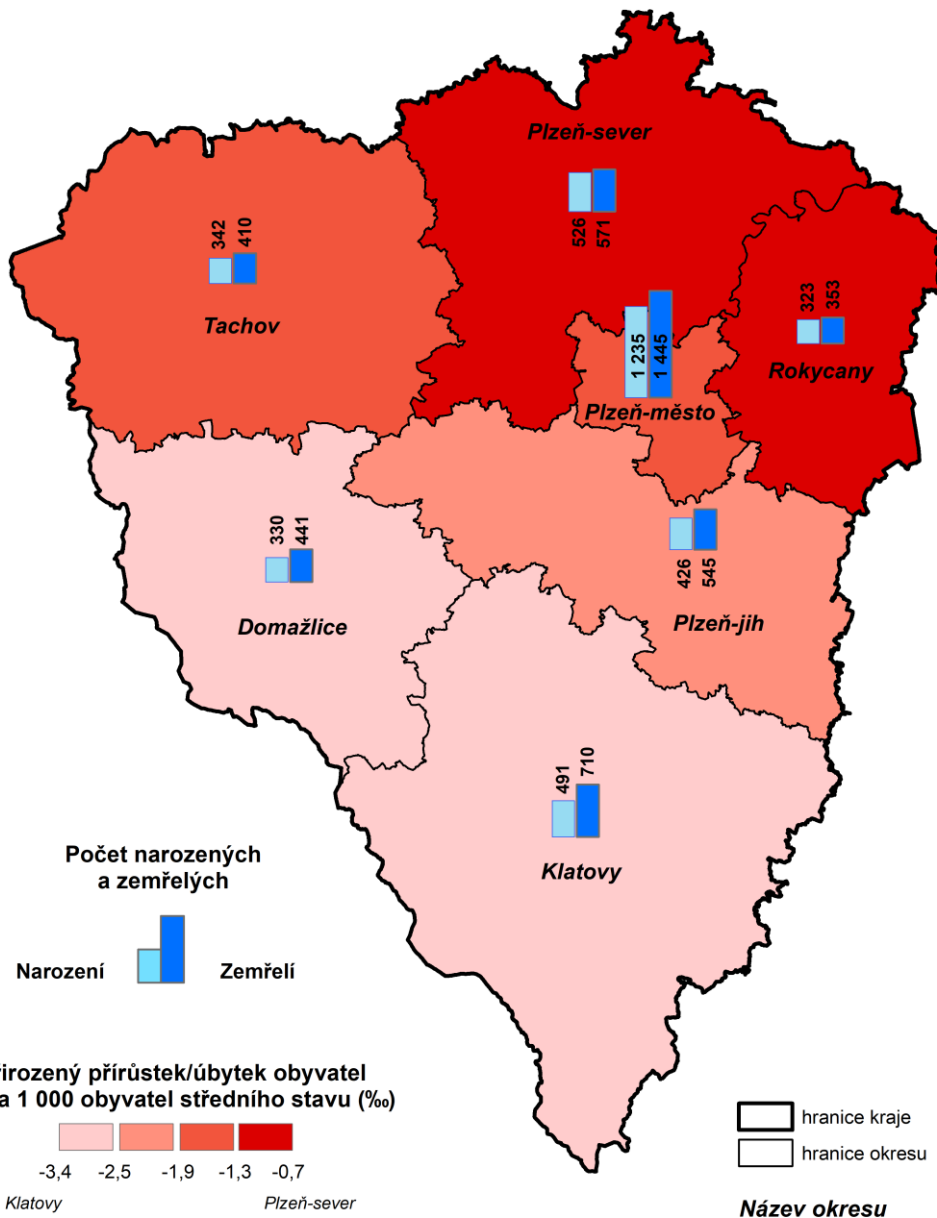 Plzeň-sever
526
571
342
410
Tachov
323
353
Rokycany
1 235
1 445
Plzeň-město
330
441
Domažlice
426
545
Plzeň-jih
491
710
Klatovy
Počet narozených
a zemřelých
Narození
Zemřelí
irozený přírůstek/úbytek obyvatel
a 1 000 obyvatel středního stavu (‰)
-3,4
-2,5
-1,9
-1,3
-0,7
Klatovy
Plzeň-sever
hranice kraje
hranice okresu
Název okresu